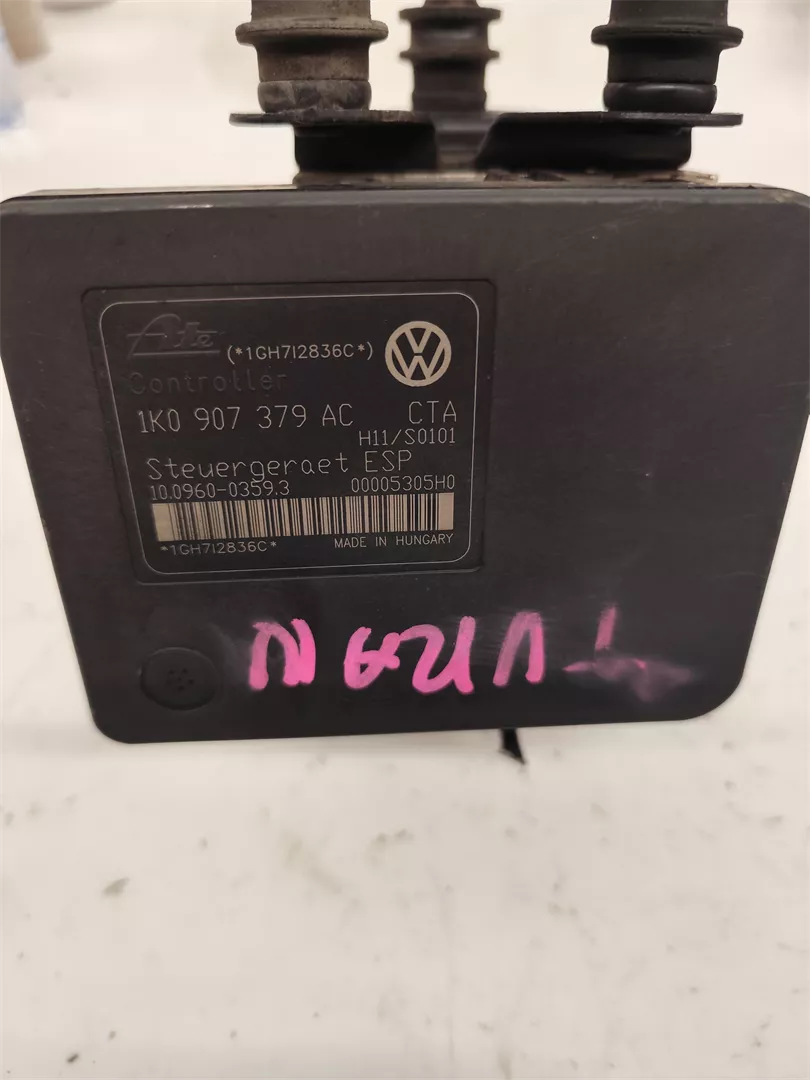 Ate (*1GH7I2836C*)
Controller
1K0 907 379 AC CTA
H11/S0101
Steuergeraet ESP
10.0960-0359.3 00005305H0
*1GH7I2836C* MADE IN HUNGARY